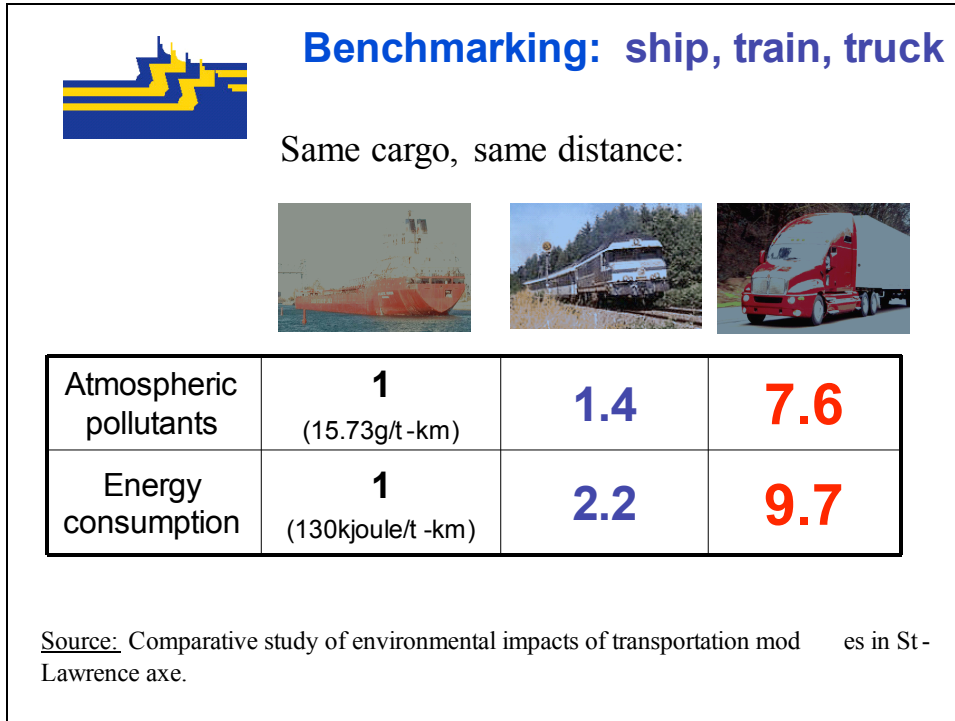 Benchmarking: ship, train, truck
Same cargo, same distance:
Atmospheric
pollutants
1
(15.73g/t-km)
1.4
7.6
Energy
consumption
1
(130kjoule/t -km)
2.2
9.7
Source: Comparative study of environmental impacts of transportation mod es in St-
Lawrence axe.